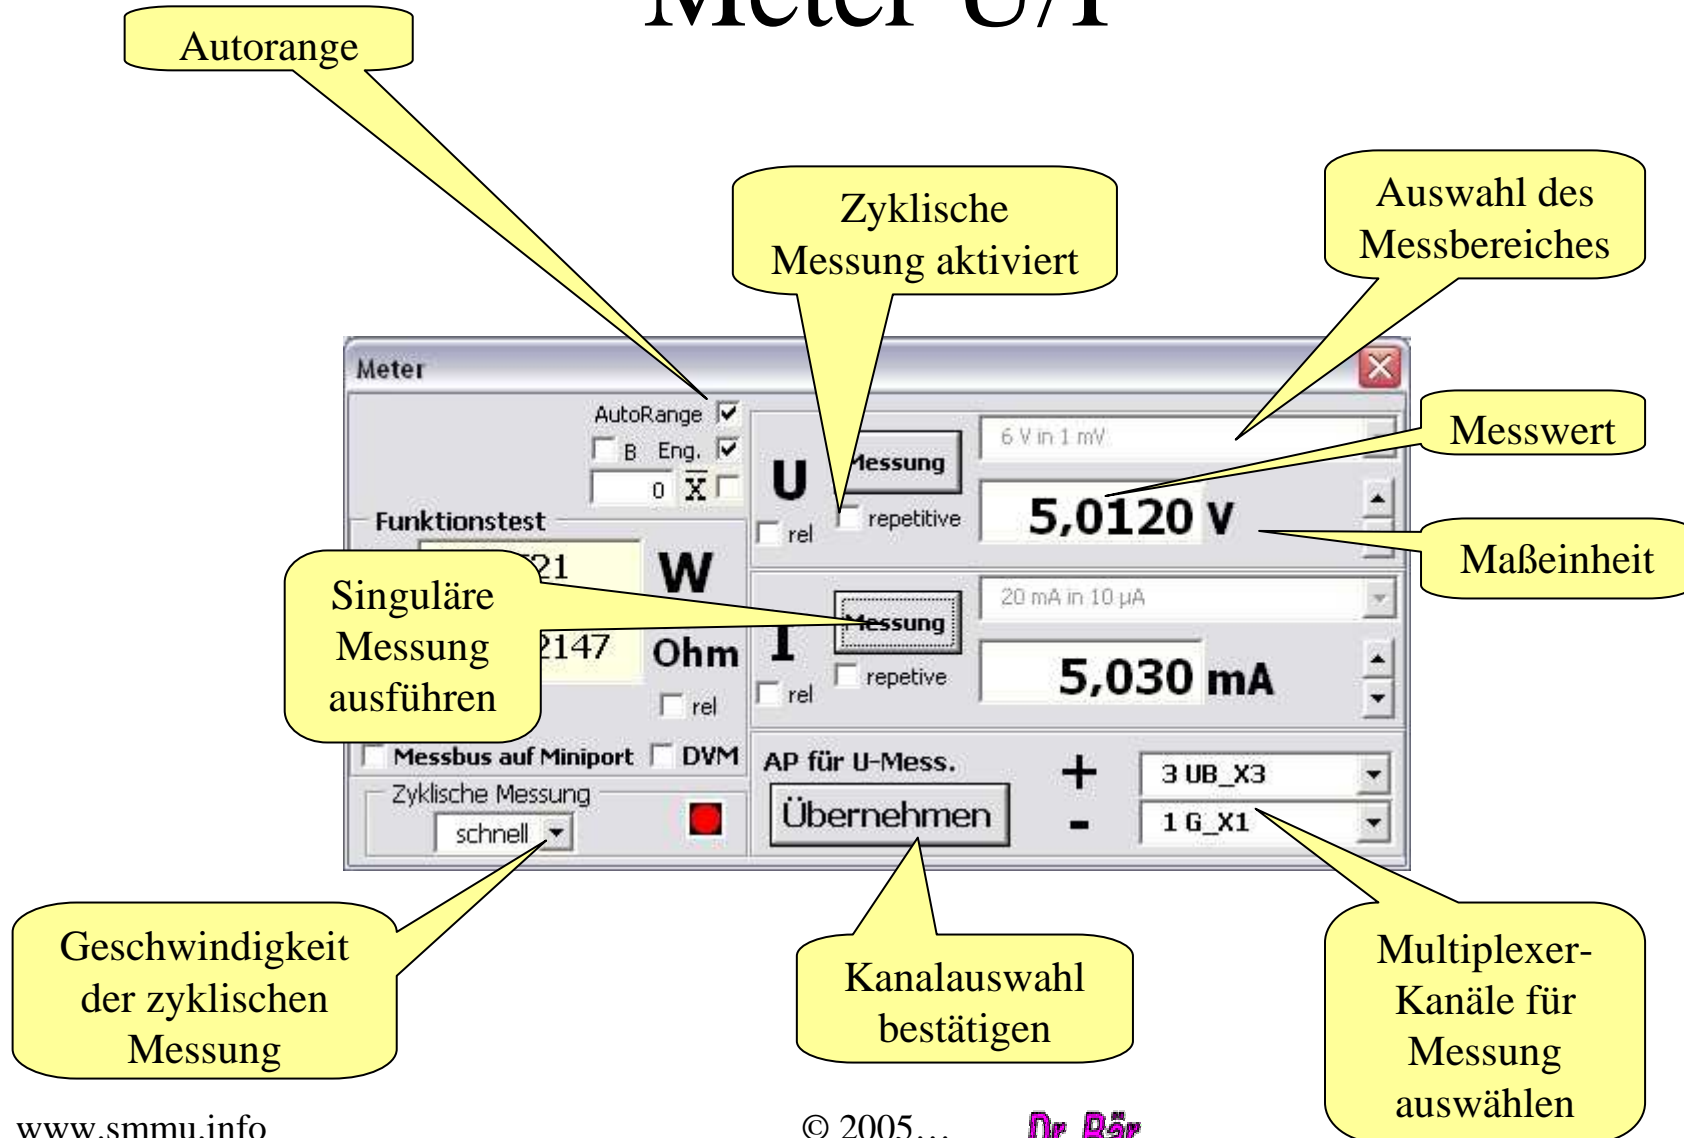 Meter U/I
Autorange
Zyklische
Messung aktiviert
Auswahl des
Messbereiches
Meter
AutoRange
B Eng.
0 X
Funktionstest
21
W
2147
Ohm
rel
Messbus auf Miniport DVM
Zyklische Messung
schnell
U
Messung
rel
repetitive
6 V in 1 mV
5,0120 V
I
Messung
rel
repetive
20 mA in 10 µA
5,030 mA
AP für U-Mess.
Übernehmen
+
3 UB_X3
-
1 G_X1
Messwert
Maßeinheit
Singuläre
Messung
ausführen
Geschwindigkeit
der zyklischen
Messung
Kanalauswahl
bestätigen
Multiplexer-
Kanäle für
Messung
auswählen
www.smmu.info
© 2005…
Dr. Bär